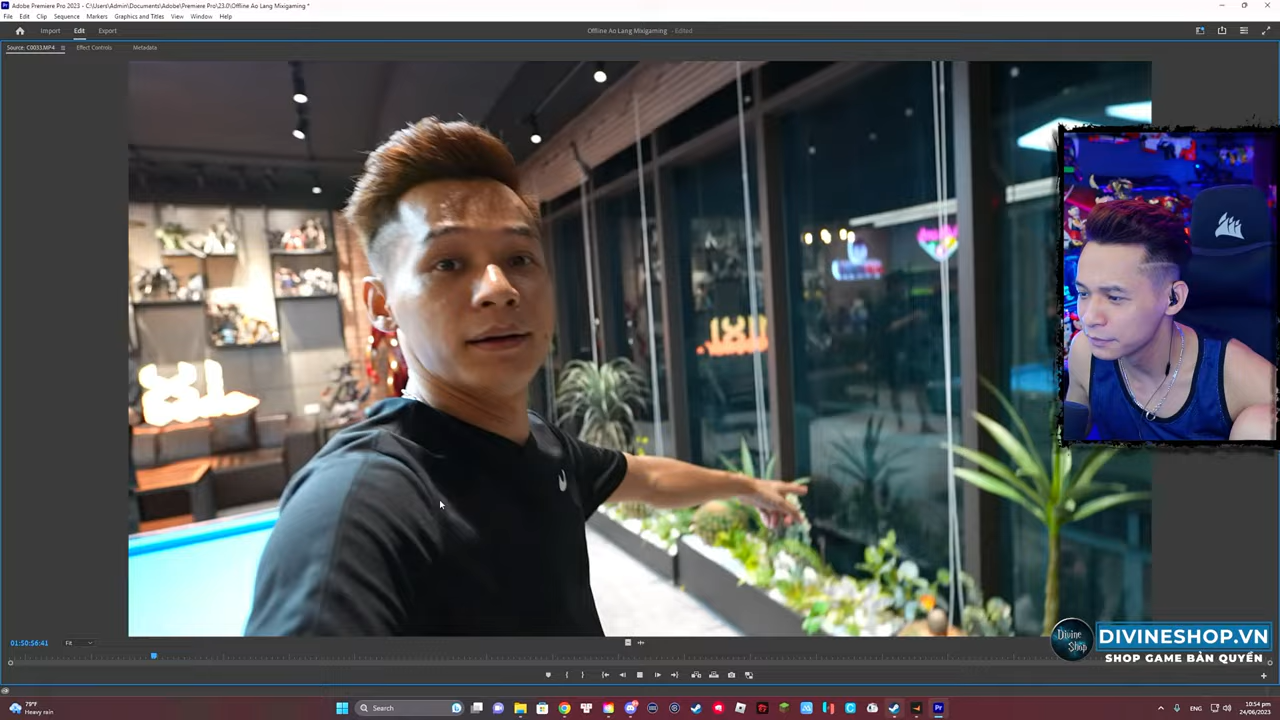 Adobe Premiere Pro 2023 - C:\Users\Admin\Documents\Adobe\Premiere Pro\23.0\Offline Ao Lang Mixigaming *
File Edit Clip Sequence Markers Graphics and Titles View Window Help
Import Edit Export
Offline Ao Lang Mixigaming - Edited
Source: C0033.MP4 Effect Controls Metadata
01:50:56:41 Fit
Divine Shop
DIVINESHOP.VN
SHOP GAME BẢN QUYỀN
79°F
Heavy rain
Search
ENG
10:54 PM
24/06/2023